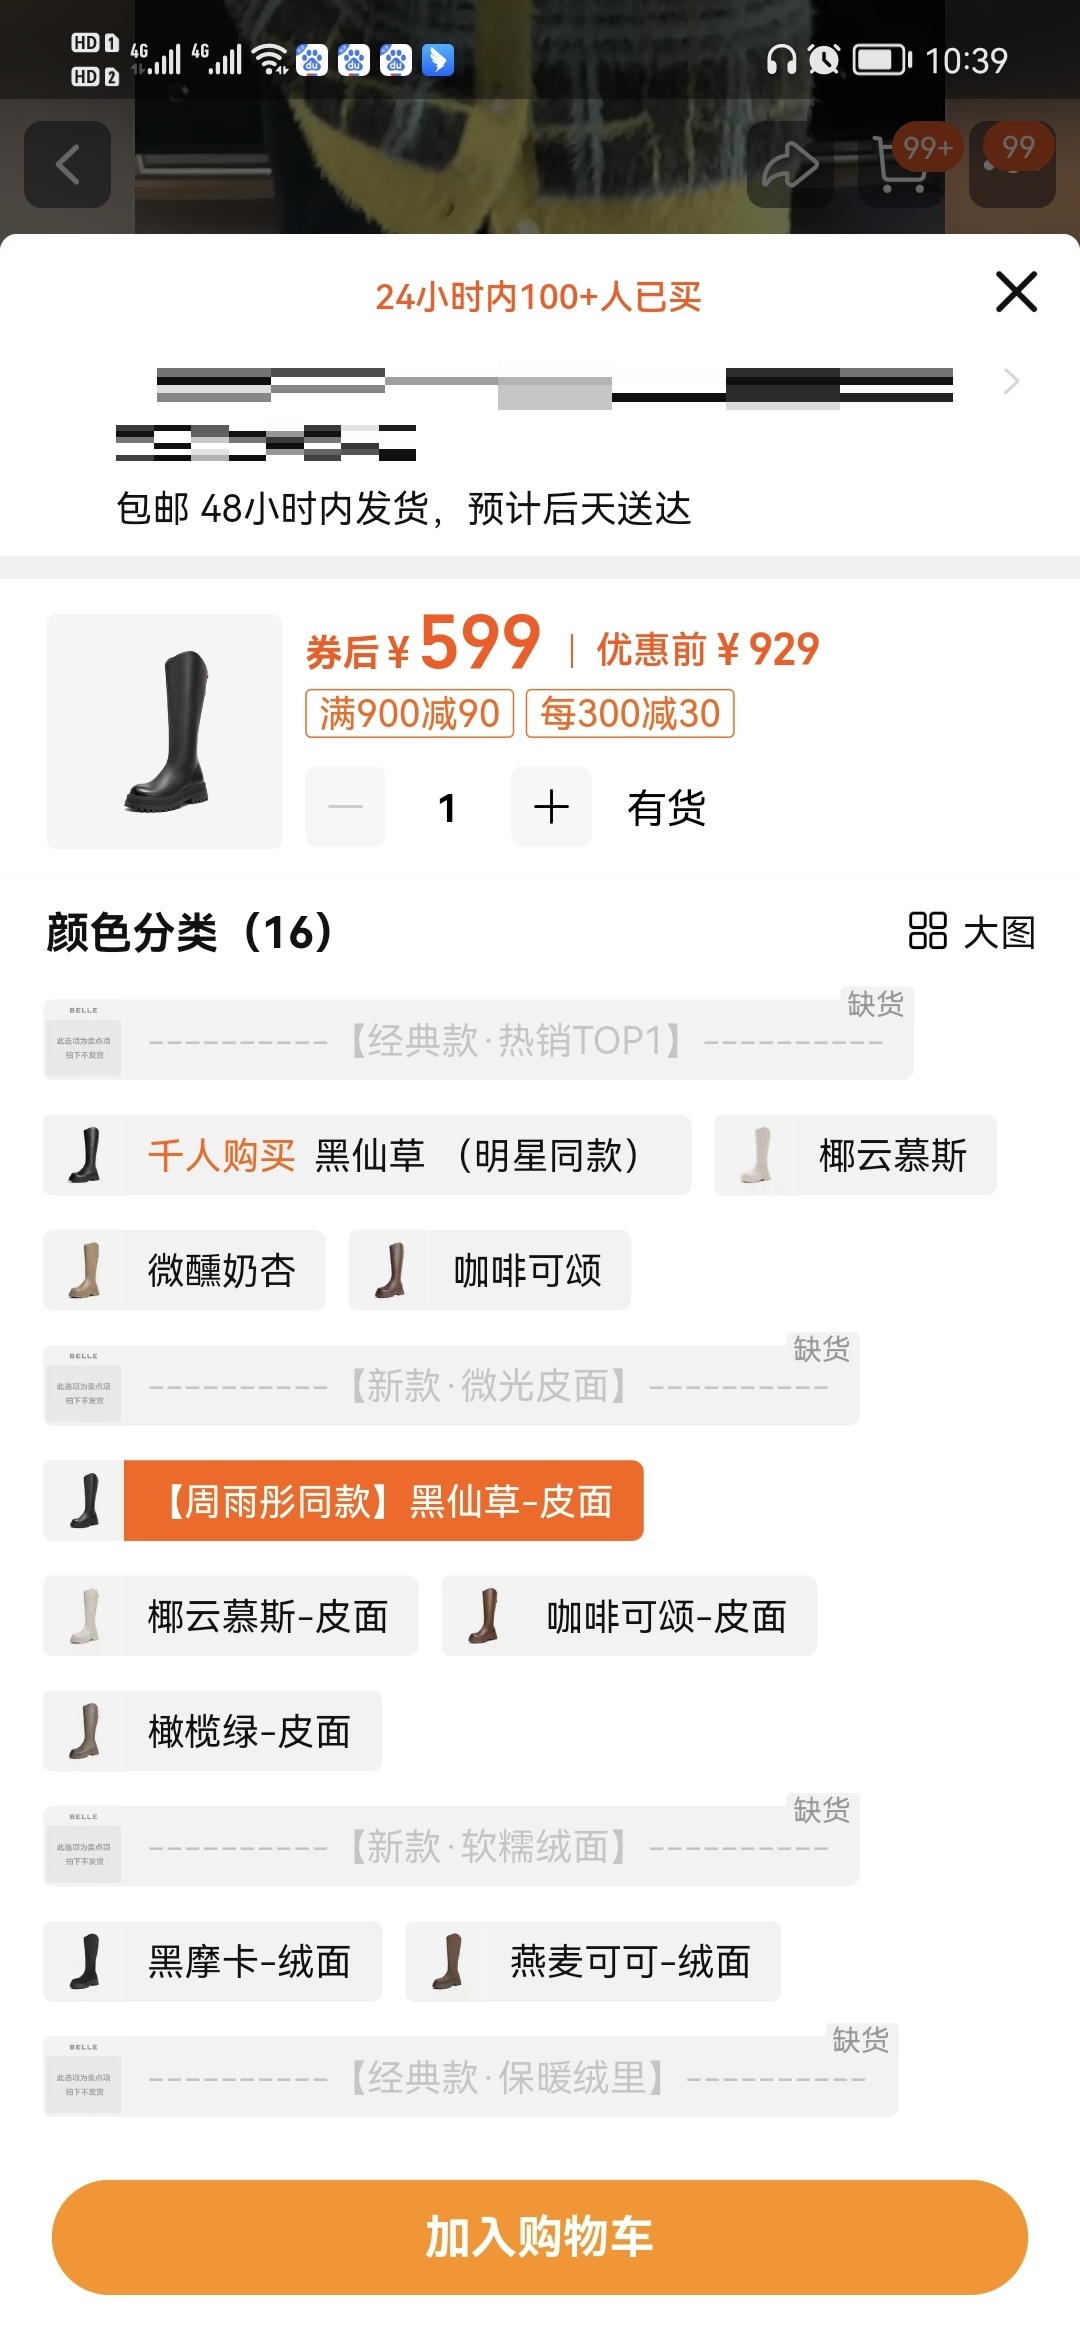 HD 1 4G 4G du du du 10:39
HD 2
99+ 99
24小时内100+人已买
包邮 48小时内发货，预计后天送达
券后¥599 | 优惠前¥929
满900减90 每300减30
1 有货
颜色分类（16） 大图
BELLE 缺货
此选项为卖点项
拍下不发货
----------【经典款·热销TOP1】----------
千人购买 黑仙草（明星同款） 椰云慕斯
微醺奶杏 咖啡可颂
BELLE 缺货
此选项为卖点项
拍下不发货
----------【新款·微光皮面】----------
【周雨彤同款】黑仙草-皮面
椰云慕斯-皮面 咖啡可颂-皮面
橄榄绿-皮面
BELLE 缺货
此选项为卖点项
拍下不发货
----------【新款·软糯绒面】----------
黑摩卡-绒面 燕麦可可-绒面
BELLE 缺货
此选项为卖点项
拍下不发货
----------【经典款·保暖绒里】----------
加入购物车